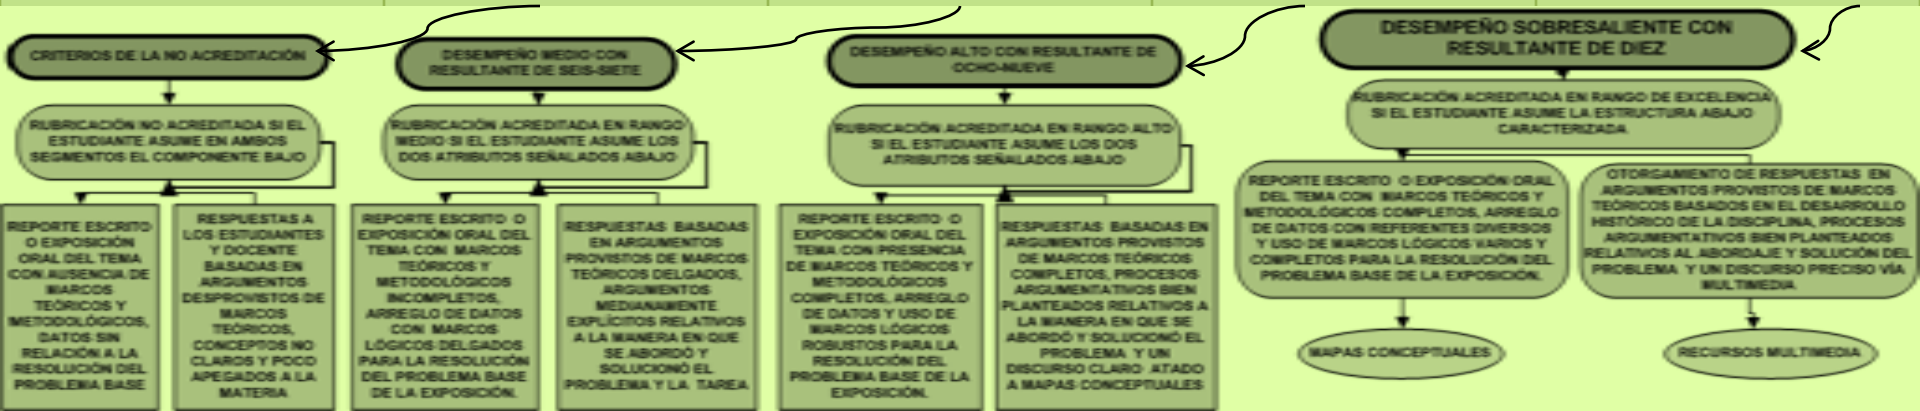 CRITERIOS DE LA NO ACREDITACIÓN
RUBRICACIÓN NO ACREDITADA SI EL
ESTUDIANTE ASUME EN AMBOS
SEGMENTOS EL COMPONENTE BAJO
REPORTE ESCRITO
O EXPOSICIÓN
ORAL DEL TEMA
CON AUSENCIA DE
MARCOS
TEÓRICOS Y
METODOLÓGICOS,
DATOS SIN
RELACIÓN A LA
RESOLUCIÓN DEL
PROBLEMA BASE
RESPUESTAS A
LOS ESTUDIANTES
Y DOCENTE
BASADAS EN
ARGUMENTOS
DESPROVISTOS DE
MARCOS
TEÓRICOS,
CONCEPTOS NO
CLAROS Y POCO
APEGADOS A LA
MATERIA
DESEMPEÑO MEDIO CON
RESULTANTE DE SEIS-SIETE
RUBRICACIÓN ACREDITADA EN RANGO
MEDIO SI EL ESTUDIANTE ASUME LOS
DOS ATRIBUTOS SEÑALADOS ABAJO
REPORTE ESCRITO O
EXPOSICIÓN ORAL DEL
TEMA CON MARCOS
TEÓRICOS Y
METODOLÓGICOS
INCOMPLETOS,
ARREGLO DE DATOS
CON MARCOS
LÓGICOS DELGADOS
PARA LA RESOLUCIÓN
DEL PROBLEMA BASE
DE LA EXPOSICIÓN.
RESPUESTAS BASADAS
EN ARGUMENTOS
PROVISTOS DE MARCOS
TEÓRICOS DELGADOS,
ARGUMENTOS
MEDIANAMENTE
EXPLÍCITOS RELATIVOS
A LA MANERA EN QUE
SE ABORDÓ Y
SOLUCIONÓ EL
PROBLEMA Y LA TAREA
DESEMPEÑO ALTO CON RESULTANTE DE
OCHO-NUEVE
RUBRICACIÓN ACREDITADA EN RANGO ALTO
SI EL ESTUDIANTE ASUME LOS DOS
ATRIBUTOS SEÑALADOS ABAJO
REPORTE ESCRITO O
EXPOSICIÓN ORAL DEL
TEMA CON PRESENCIA
DE MARCOS TEÓRICOS Y
METODOLÓGICOS
COMPLETOS, ARREGLO
DE DATOS Y USO DE
MARCOS LÓGICOS
ROBUSTOS PARA LA
RESOLUCIÓN DEL
PROBLEMA BASE DE LA
EXPOSICIÓN.
RESPUESTAS BASADAS EN
ARGUMENTOS PROVISTOS
DE MARCOS TEÓRICOS
COMPLETOS, PROCESOS
ARGUMENTATIVOS BIEN
PLANTEADOS RELATIVOS A
LA MANERA EN QUE SE
ABORDÓ Y SOLUCIONÓ EL
PROBLEMA Y UN
DISCURSO CLARO ATADO
A MAPAS CONCEPTUALES
DESEMPEÑO SOBRESALIENTE CON
RESULTANTE DE DIEZ
RUBRICACIÓN ACREDITADA EN RANGO DE EXCELENCIA
SI EL ESTUDIANTE ASUME LA ESTRUCTURA ABAJO
CARACTERIZADA
REPORTE ESCRITO O EXPOSICIÓN ORAL
DEL TEMA CON MARCOS TEÓRICOS Y
METODOLÓGICOS COMPLETOS, ARREGLO
DE DATOS CON REFERENTES DIVERSOS
Y USO DE MARCOS LÓGICOS VARIOS Y
COMPLETOS PARA LA RESOLUCIÓN DEL
PROBLEMA BASE DE LA EXPOSICIÓN.
MAPAS CONCEPTUALES
OTORGAMIENTO DE RESPUESTAS EN
ARGUMENTOS PROVISTOS DE MARCOS
TEÓRICOS BASADOS EN EL DESARROLLO
HISTÓRICO DE LA DISCIPLINA, PROCESOS
ARGUMENTATIVOS BIEN PLANTEADOS
RELATIVOS AL ABORDAJE Y SOLUCIÓN DEL
PROBLEMA Y UN DISCURSO PRECISO VÍA
MULTIMEDIA
RECURSOS MULTIMEDIA